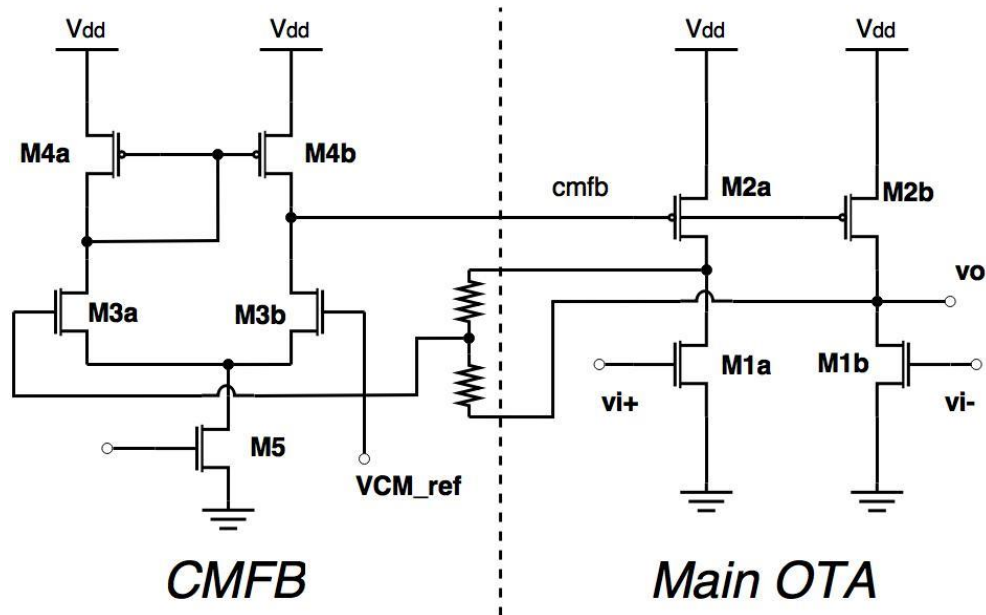 Vdd
Vdd
Vdd
Vdd
M4a
M4b
cmfb
M2a
M2b
M3a
M3b
vo
M1a
M1b
vi+
vi-
M5
VCM_ref
CMFB
Main OTA